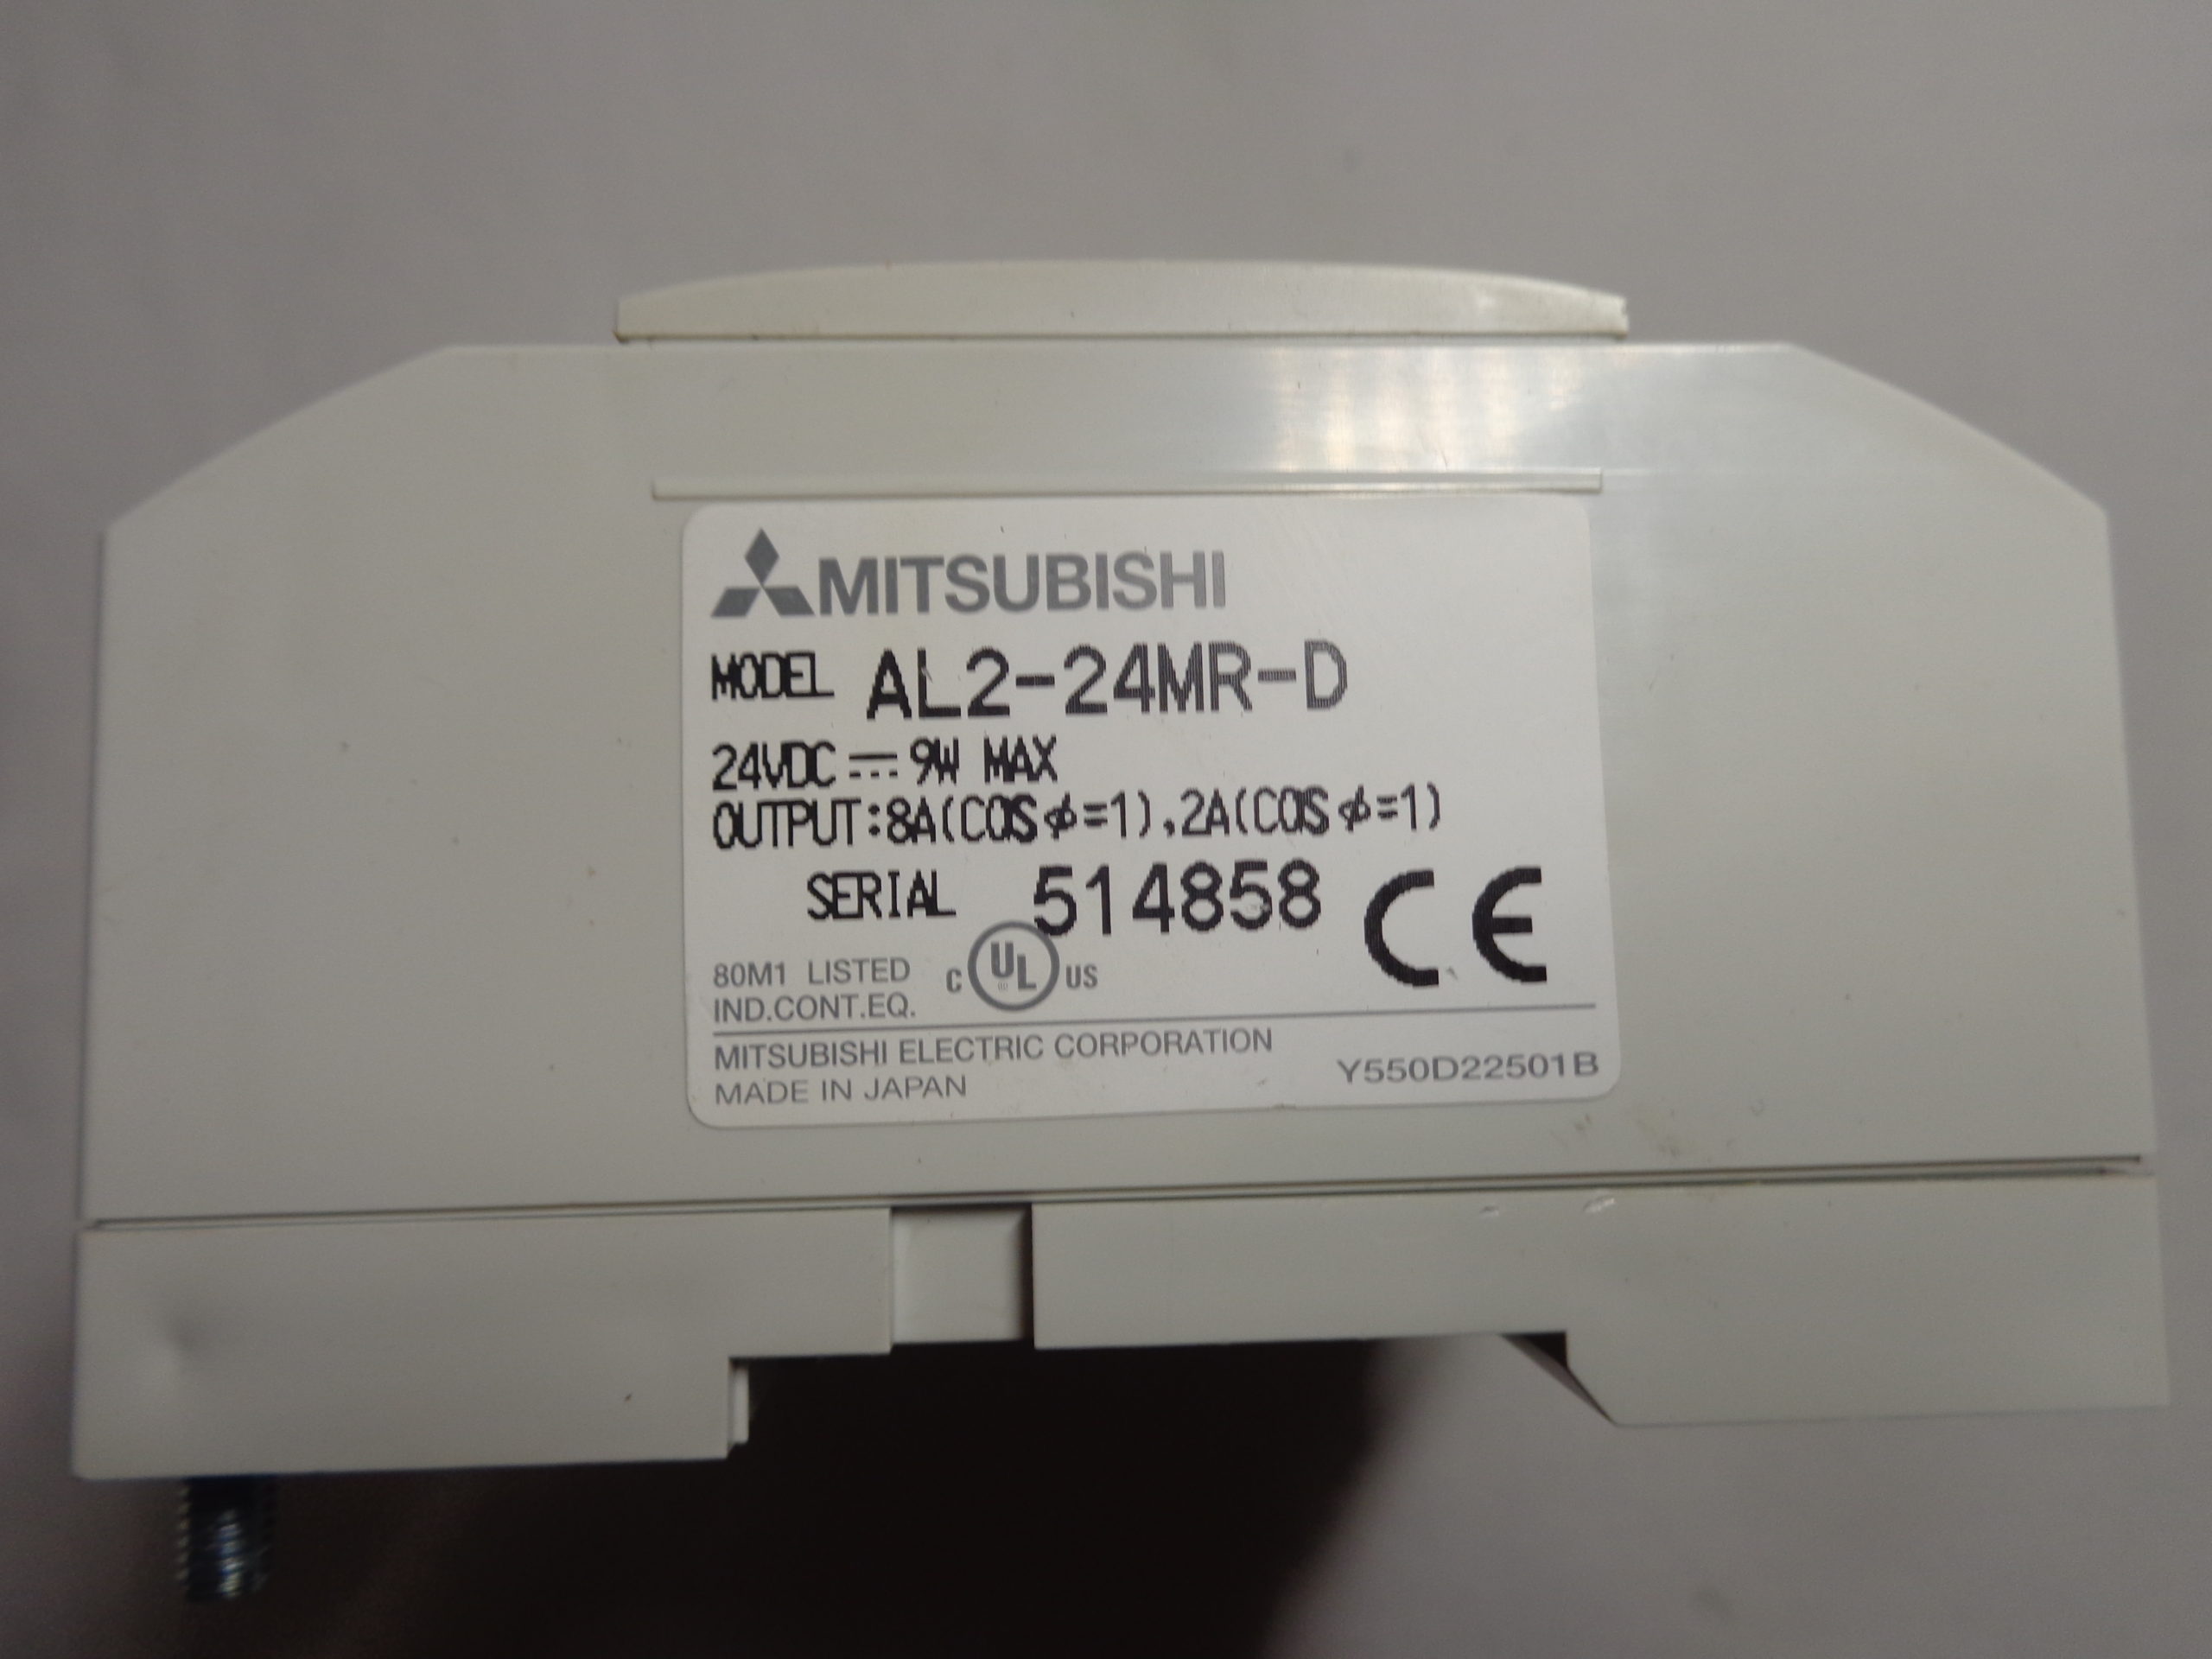 MITSUBISHI
MODEL AL2-24MR-D
24VDC ⎓ 9W MAX
OUTPUT:8A(COSφ=1),2A(COSφ=1)
SERIAL 514858 CE
80M1 LISTED C UL US
IND.CONT.EQ.
MITSUBISHI ELECTRIC CORPORATION
MADE IN JAPAN Y550D22501B